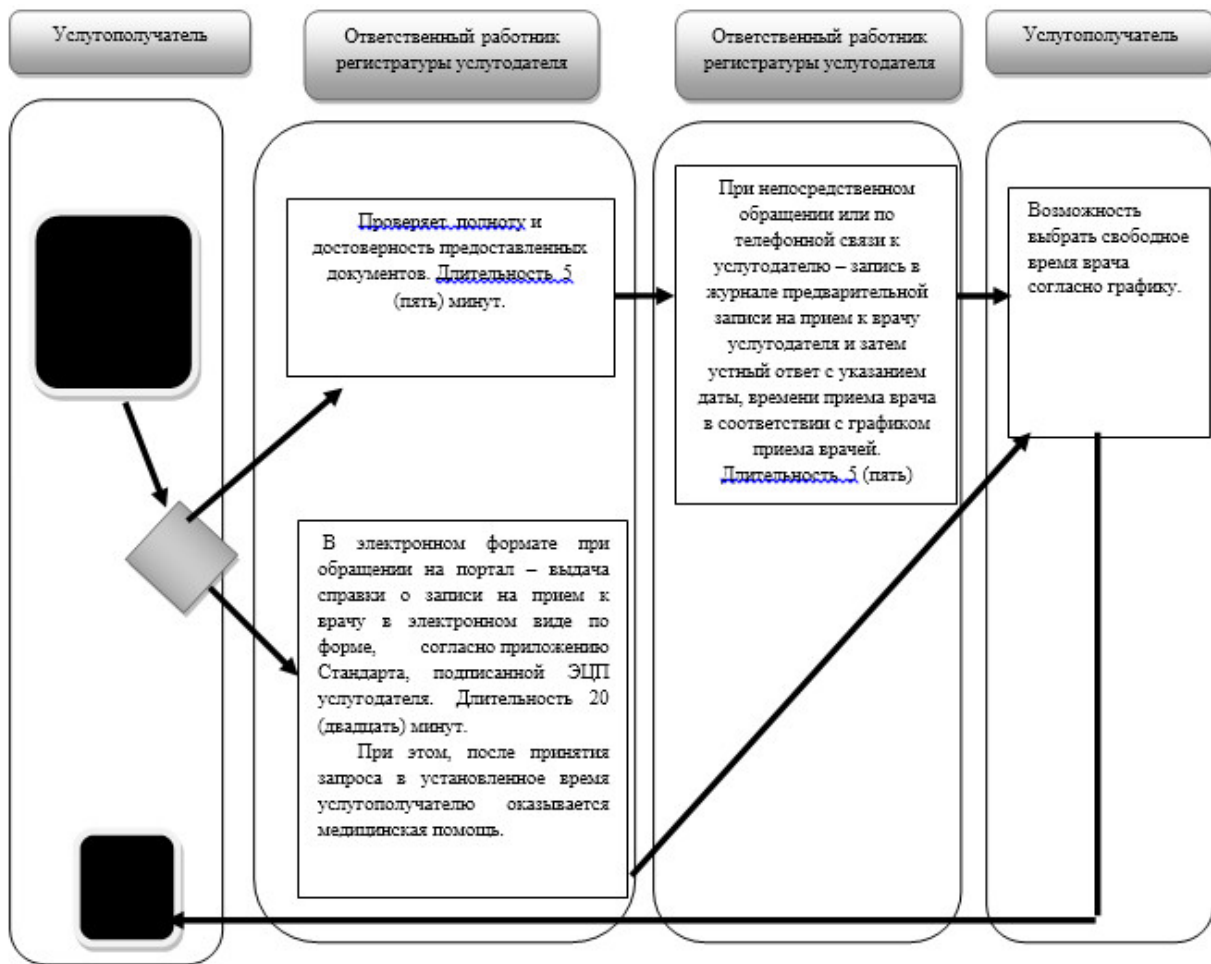 Услугополучатель
Ответственный работник
регистратуры услугодателя
Ответственный работник
регистратуры услугодателя
Услугополучатель
Проверяет полноту и
достоверность предоставленных
документов. Длительность 5
(пять) минут.
В электронном формате при
обращении на портал – выдача
справки о записи на прием к
врачу в электронном виде по
форме, согласно приложению
Стандарта, подписанной ЭЦП
услугодателя. Длительность 20
(двадцать) минут.
При этом, после принятия
запроса в установленное время
услугополучателю оказывается
медицинская помощь.
При непосредственном
обращении или по
телефонной связи к
услугодателю – запись в
журнале предварительной
записи на прием к врачу
услугодателя и затем
устный ответ с указанием
даты, времени приема врача
в соответствии с графиком
приема врачей.
Длительность 5 (пять)
Возможность
выбрать свободное
время врача
согласно графику.